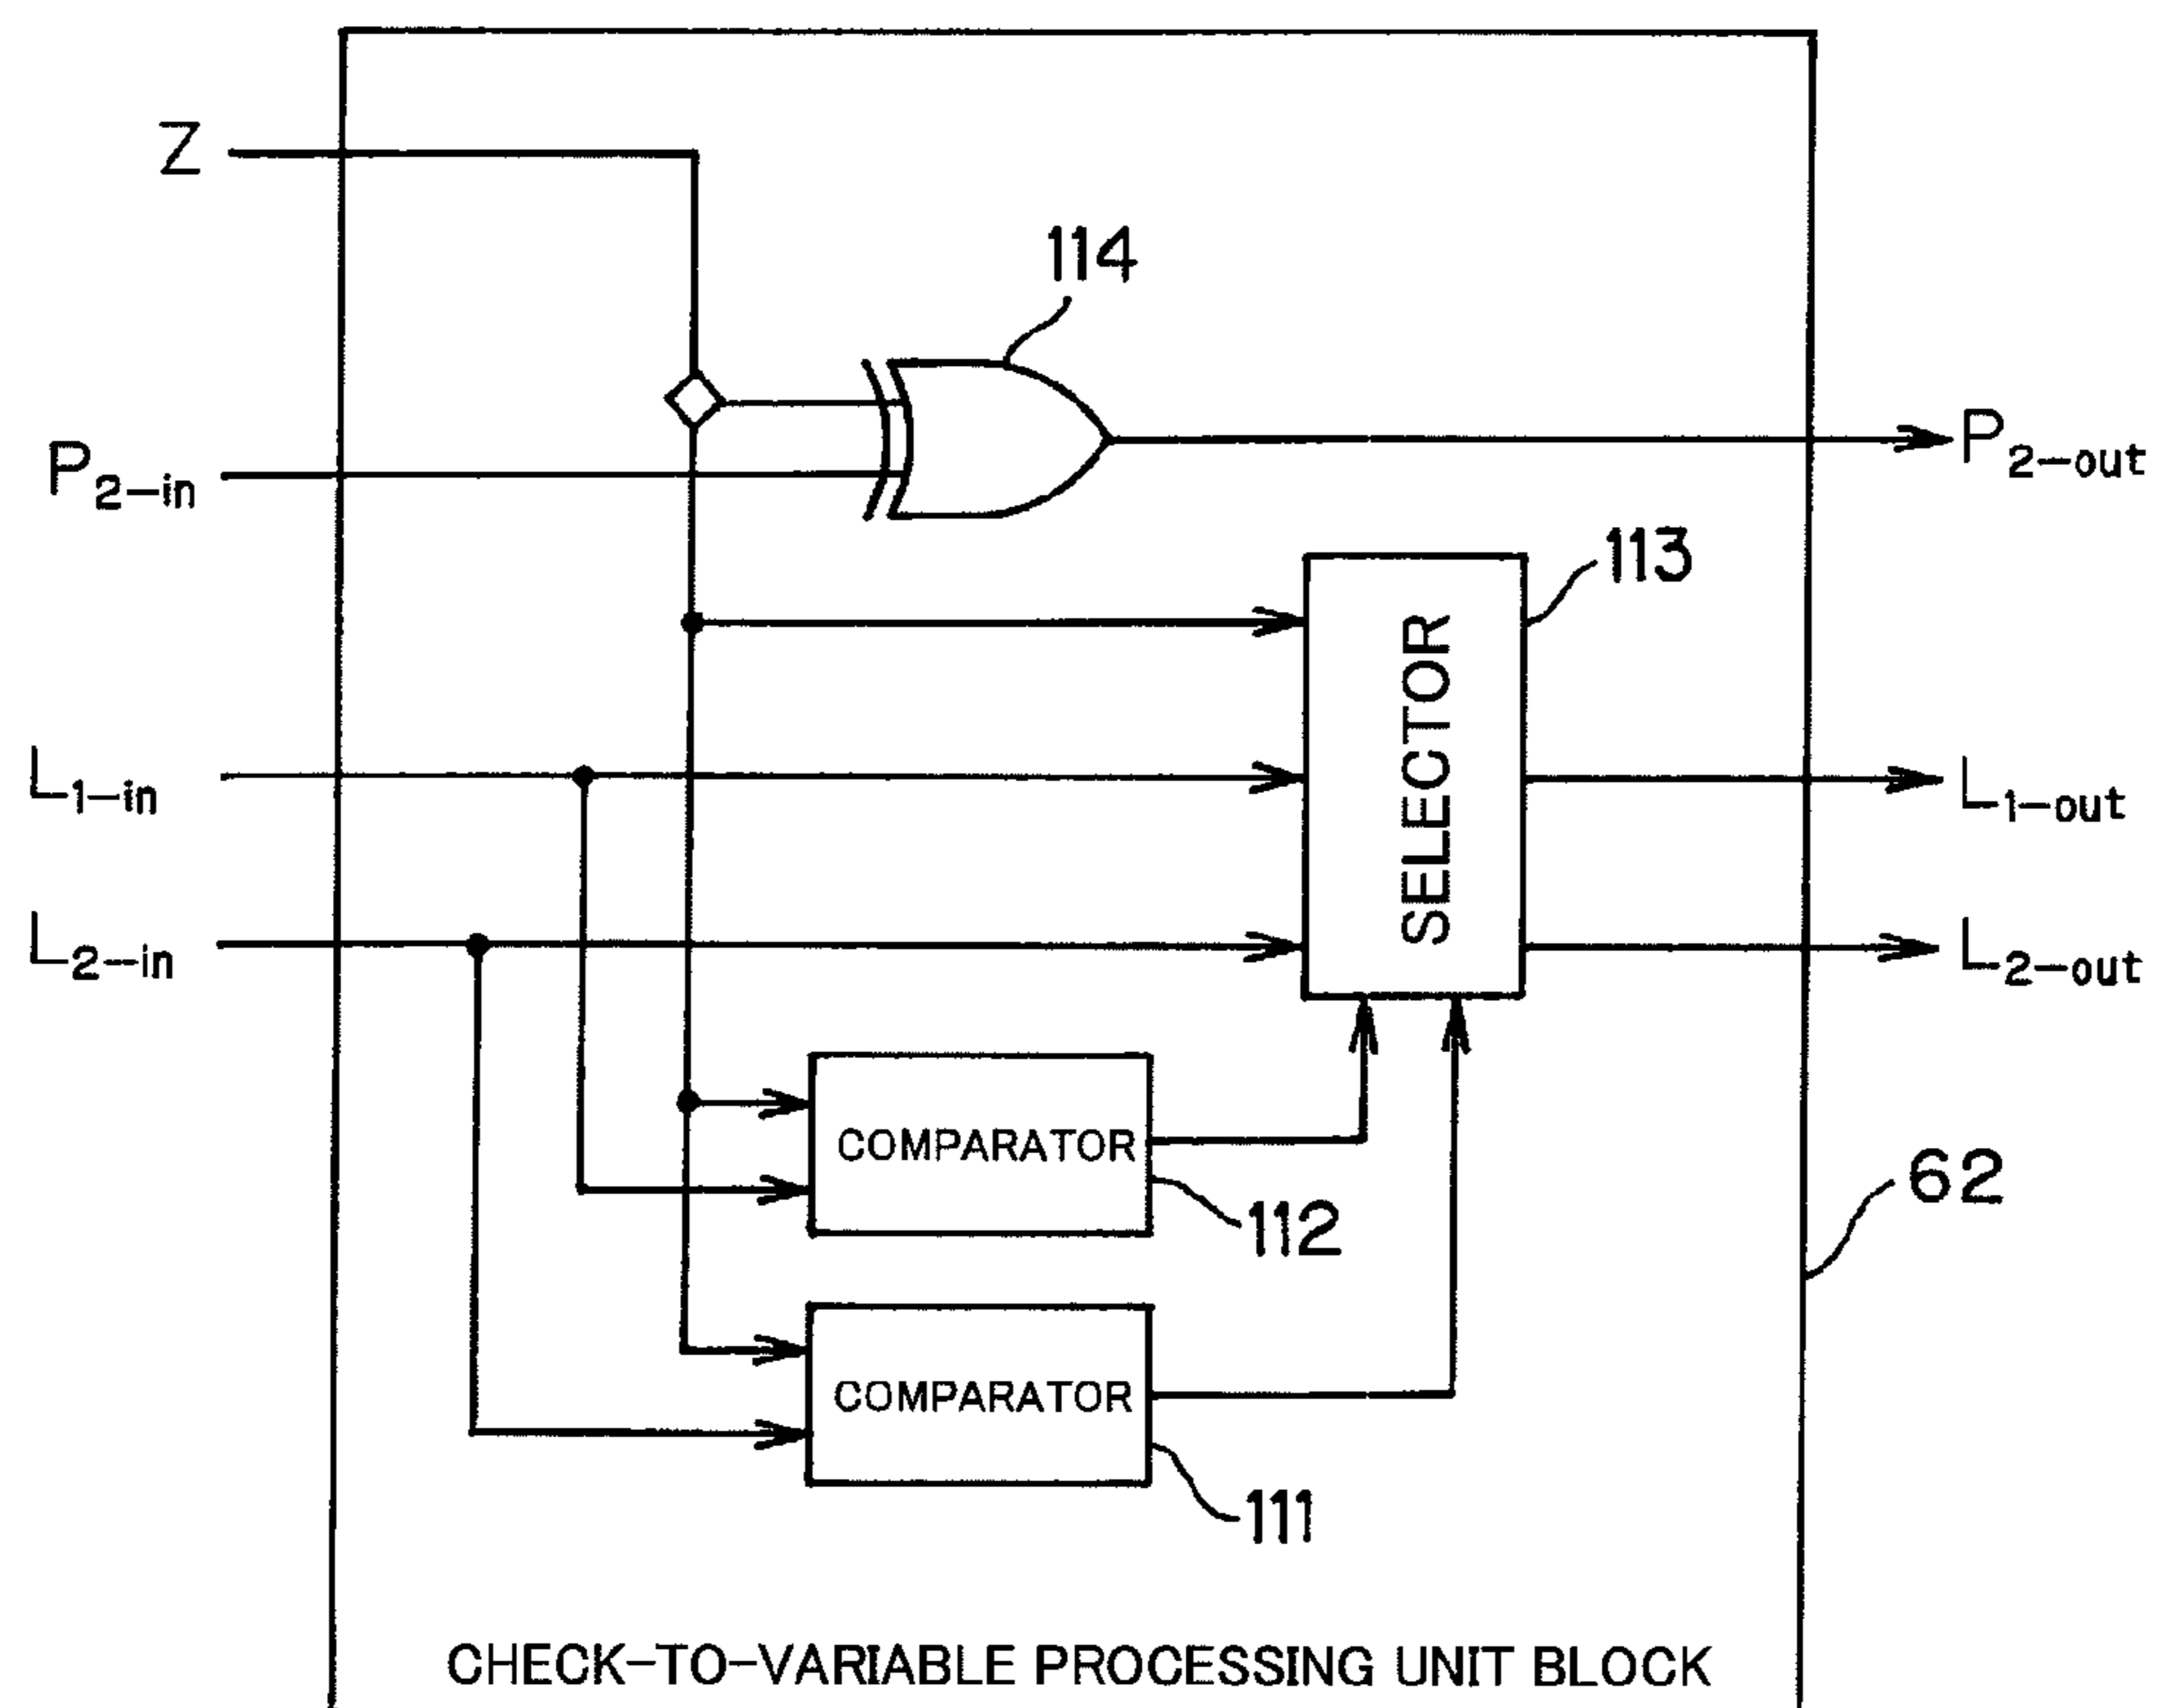 Z
114
P2-in
P2-out
113
SELECTOR
L1-in
L1-out
L2-in
L2-out
COMPARATOR
112
62
COMPARATOR
111
CHECK-TO-VARIABLE PROCESSING UNIT BLOCK